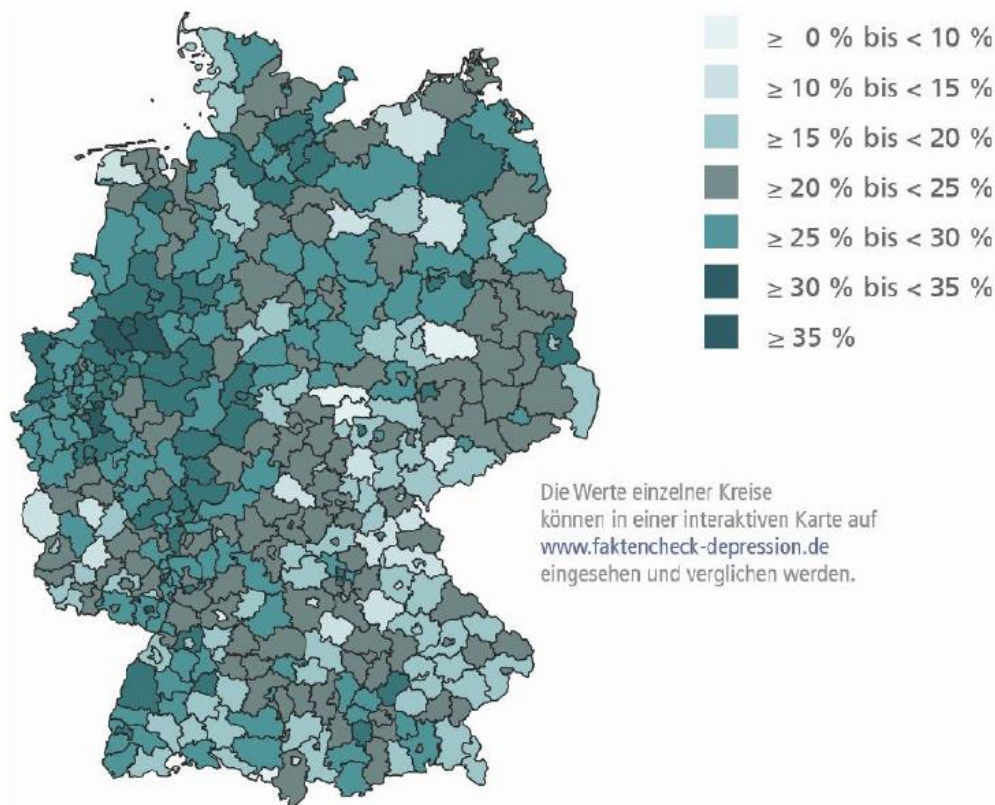 ≥ 0 % bis < 10 %
≥ 10 % bis < 15 %
≥ 15 % bis < 20 %
≥ 20 % bis < 25 %
≥ 25 % bis < 30 %
≥ 30 % bis < 35 %
≥ 35 %
Die Werte einzelner Kreise
können in einer interaktiven Karte auf
www.faktencheck-depression.de
eingesehen und verglichen werden.